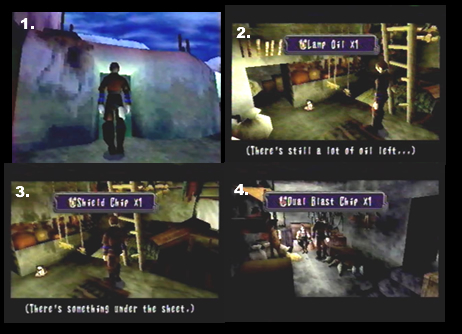 1.
2.
Lamp Oil x1
(There's still a lot of oil left...)
3.
Shield Chip x1
(There's something under the sheet.)
4.
Dual Blast Chip x1